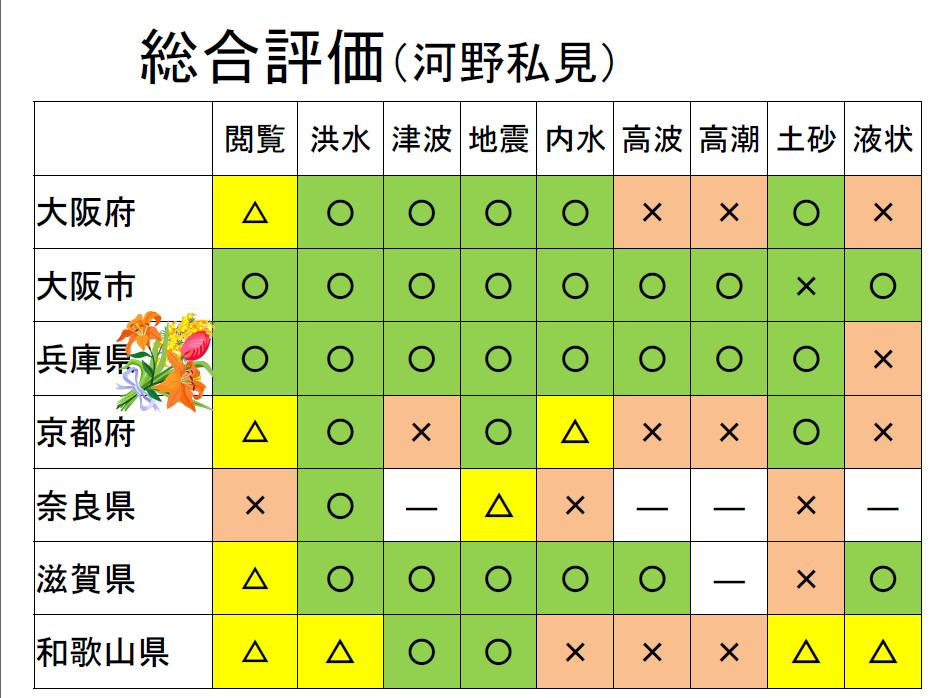 総合評価(河野私見)
閲覧 洪水 津波 地震 内水 高波 高潮 土砂 液状
大阪府 △ ○ ○ ○ ○ × × ○ ×
大阪市 ○ ○ ○ ○ ○ ○ ○ × ○
兵庫県 ○ ○ ○ ○ ○ ○ ○ ○ ×
京都府 △ ○ × ○ △ × × ○ ×
奈良県 × ○ — △ × — — × —
滋賀県 △ ○ ○ ○ ○ ○ — × ○
和歌山県 △ △ ○ ○ × × × △ △